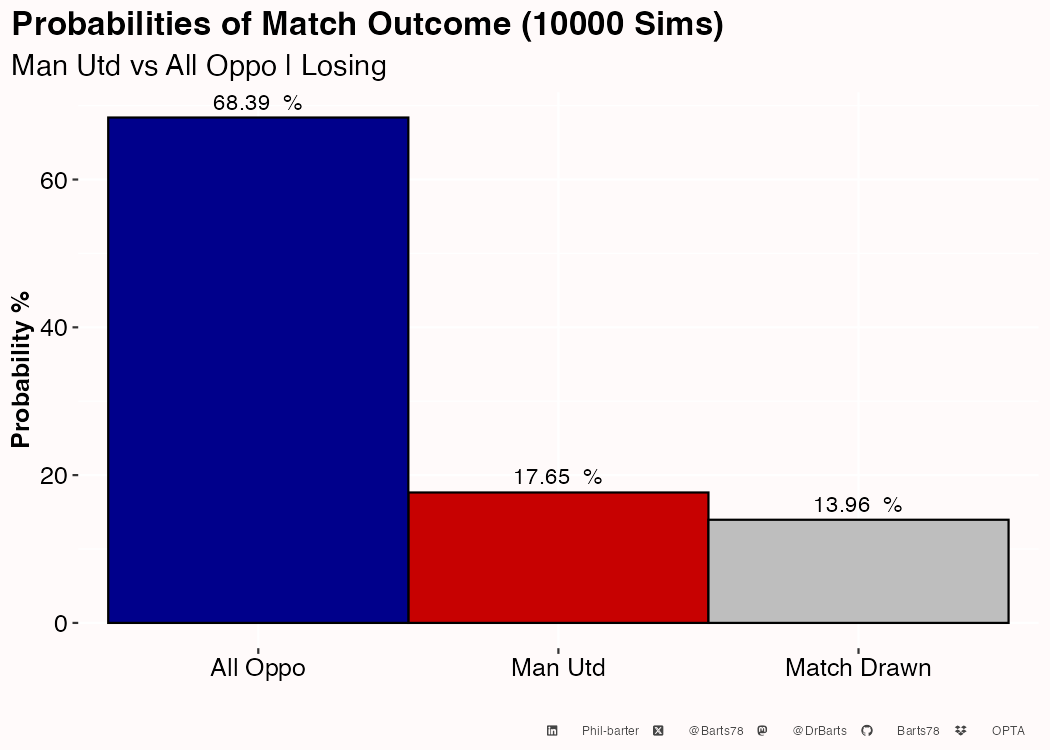 Probabilities of Match Outcome (10000 Sims)
Man Utd vs All Oppo | Losing
68.39 %
60
Probability %
40
20
17.65 %
13.96 %
0
All Oppo Man Utd Match Drawn
Phil-barter @Barts78 @DrBarts Barts78 OPTA